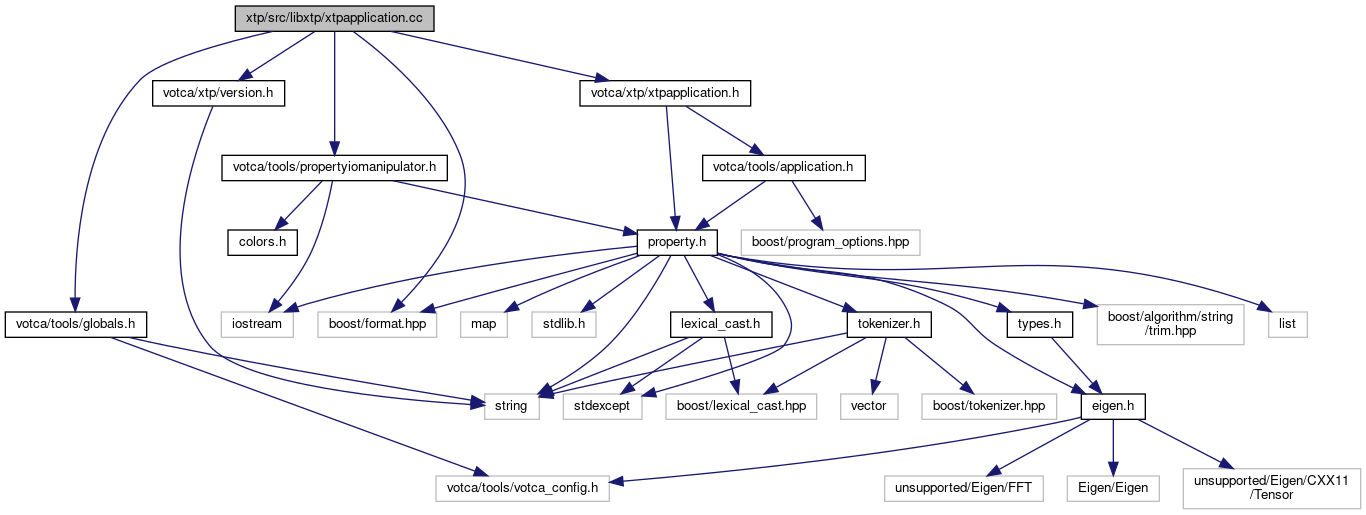 xtp/src/libxtp/xtpapplication.cc
votca/xtp/version.h
votca/xtp/xtpapplication.h
votca/tools/propertyiomanipulator.h
votca/tools/application.h
colors.h
property.h
boost/program_options.hpp
votca/tools/globals.h
iostream
boost/format.hpp
map
stdlib.h
lexical_cast.h
tokenizer.h
types.h
boost/algorithm/string
/trim.hpp
list
string
stdexcept
boost/lexical_cast.hpp
vector
boost/tokenizer.hpp
eigen.h
votca/tools/votca_config.h
unsupported/Eigen/FFT
Eigen/Eigen
unsupported/Eigen/CXX11
/Tensor